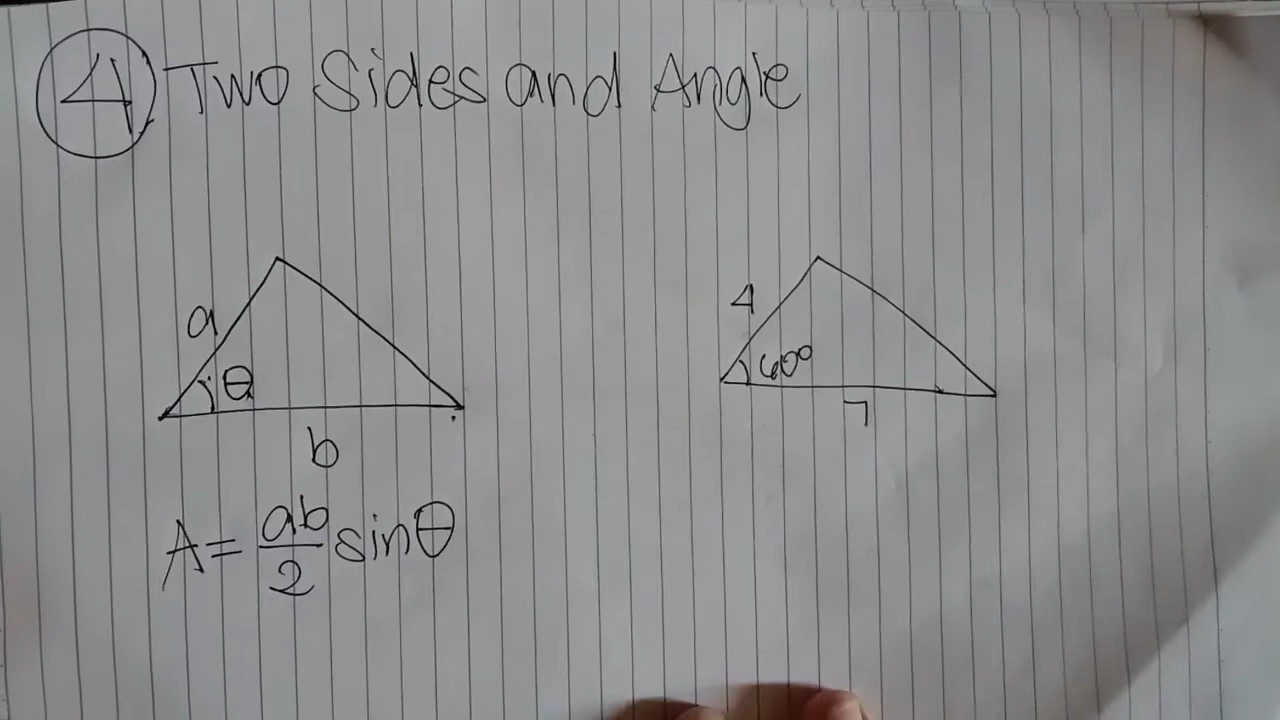 4. Two Sides and Angle
a
θ
b
A = ab/2 sinθ
4
60°
7